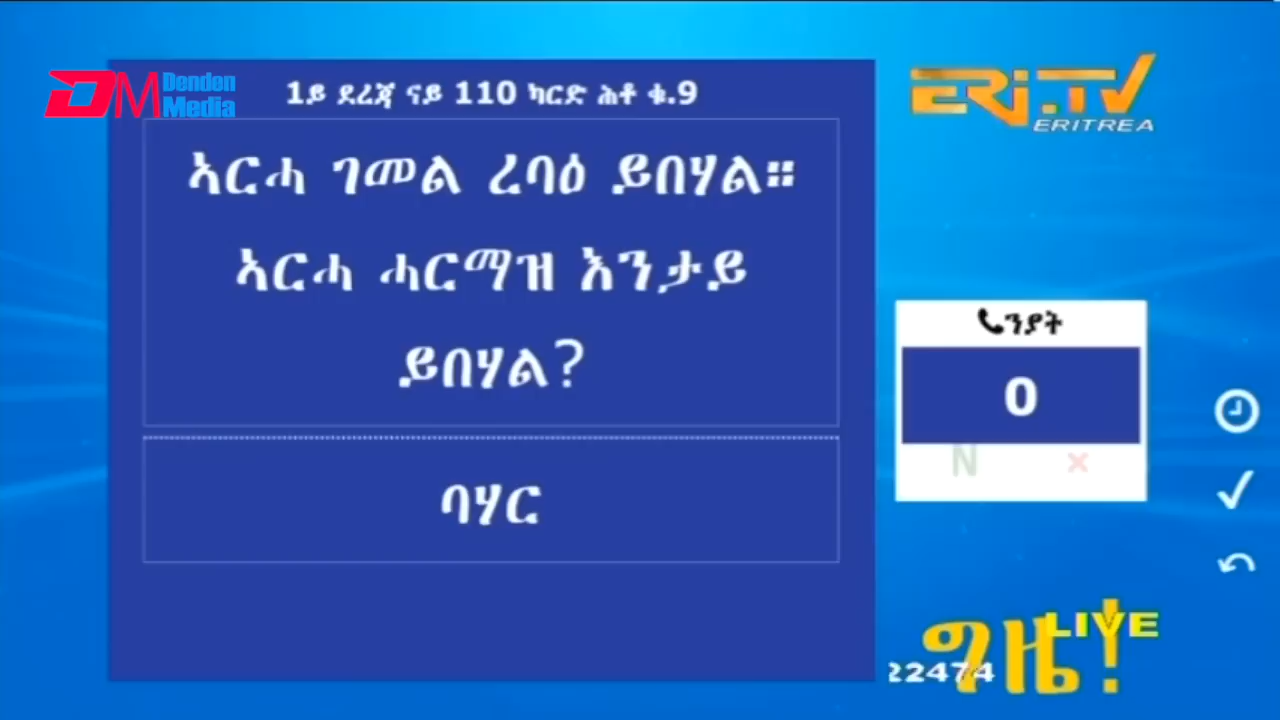 DM Dendon Media
1ይ ደረጃ ናይ 110 ካርድ ሕቶ ቁ.9
ኣርሓ ገመል ረባዕ ይበሃል።
ኣርሓ ሓርማዝ እንታይ
ይበሃል?
ባሃር
ERI.TV
ERITREA
ንያት
0
N ×
LIVE
ግዜ!
22474